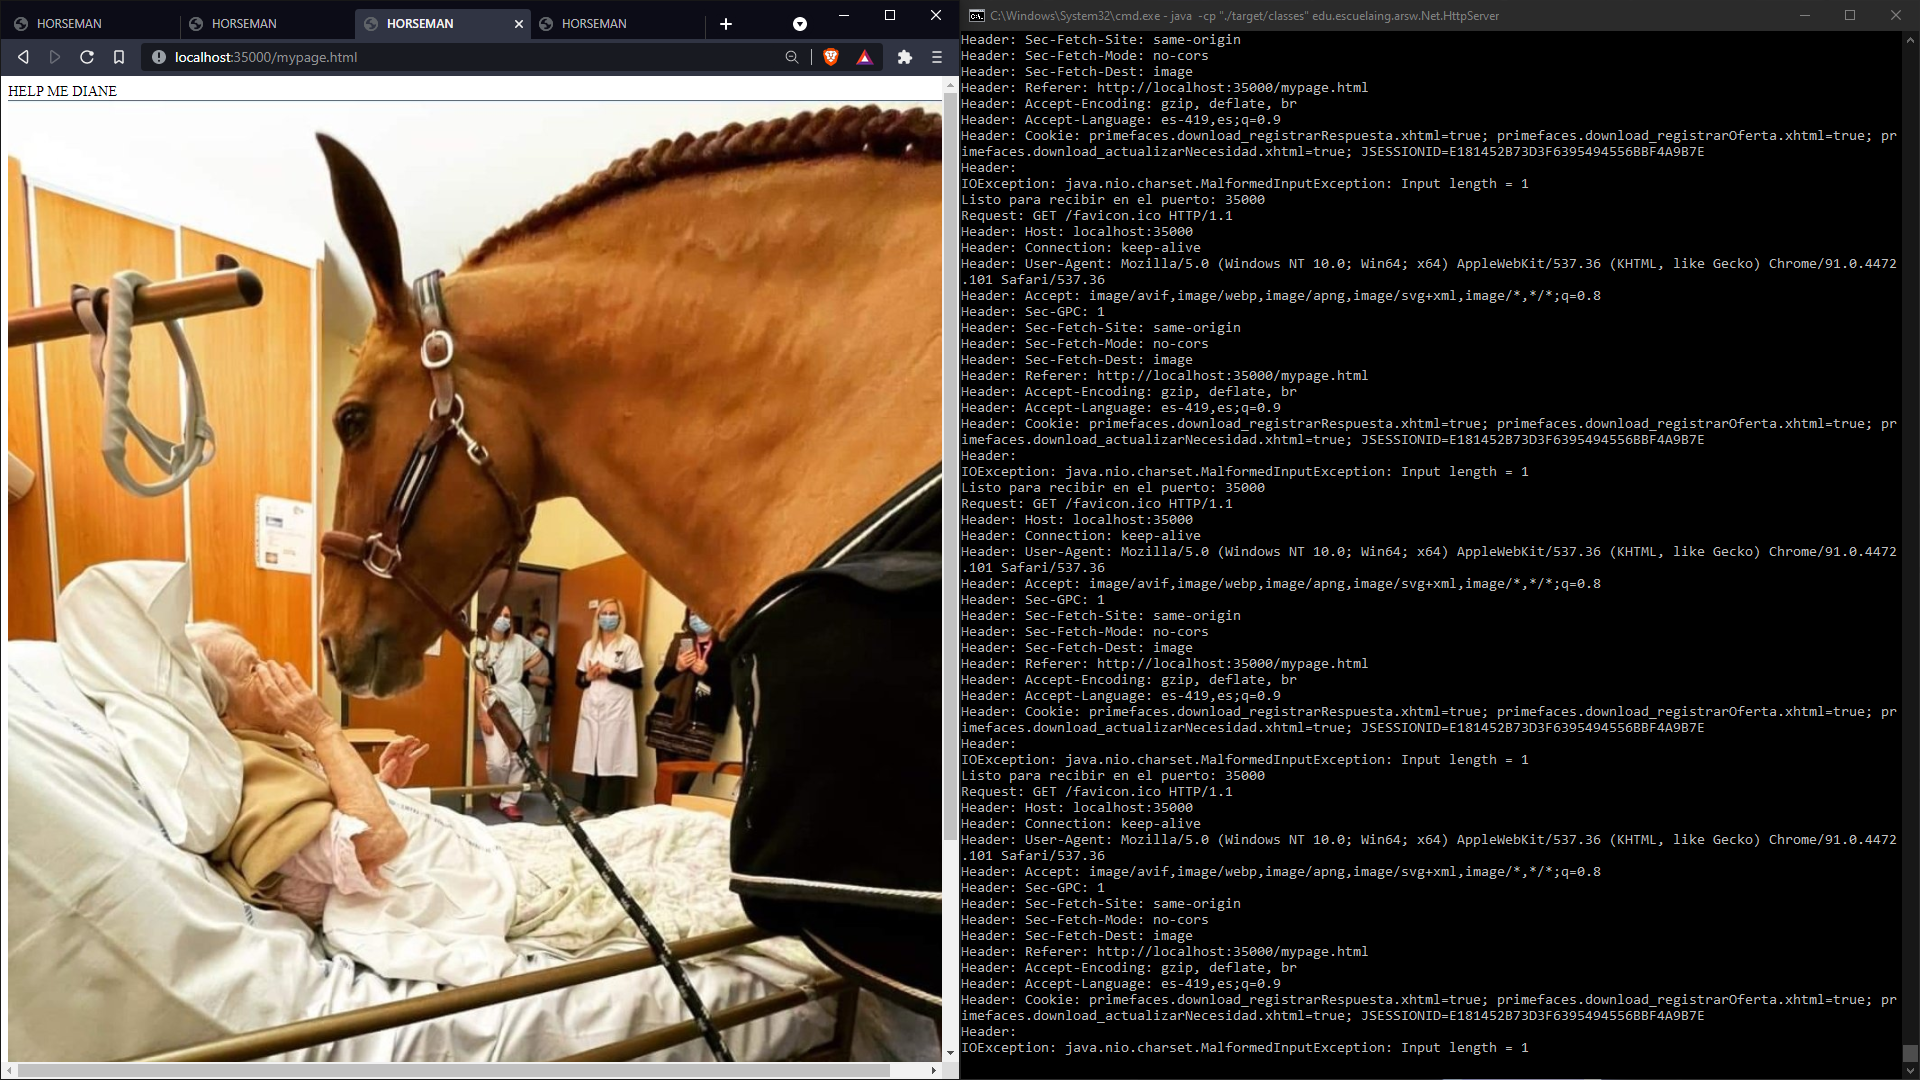 HORSEMAN
HORSEMAN
HORSEMAN
HORSEMAN
localhost:35000/mypage.html
HELP ME DIANE
C:\Windows\System32\cmd.exe - java -cp "./target/classes" edu.escuelaing.arsw.Net.HttpServer
Header: Sec-Fetch-Site: same-origin
Header: Sec-Fetch-Mode: no-cors
Header: Sec-Fetch-Dest: image
Header: Referer: http://localhost:35000/mypage.html
Header: Accept-Encoding: gzip, deflate, br
Header: Accept-Language: es-419,es;q=0.9
Header: Cookie: primefaces.download_registrarRespuesta.xhtml=true; primefaces.download_registrarOferta.xhtml=true; pr
imefaces.download_actualizarNecesidad.xhtml=true; JSESSIONID=E181452B73D3F6395494556BBF4A9B7E
Header:
IOException: java.nio.charset.MalformedInputException: Input length = 1
Listo para recibir en el puerto: 35000
Request: GET /favicon.ico HTTP/1.1
Header: Host: localhost:35000
Header: Connection: keep-alive
Header: User-Agent: Mozilla/5.0 (Windows NT 10.0; Win64; x64) AppleWebKit/537.36 (KHTML, like Gecko) Chrome/91.0.4472
.101 Safari/537.36
Header: Accept: image/avif,image/webp,image/apng,image/svg+xml,image/*,*/*;q=0.8
Header: Sec-GPC: 1
Header: Sec-Fetch-Site: same-origin
Header: Sec-Fetch-Mode: no-cors
Header: Sec-Fetch-Dest: image
Header: Referer: http://localhost:35000/mypage.html
Header: Accept-Encoding: gzip, deflate, br
Header: Accept-Language: es-419,es;q=0.9
Header: Cookie: primefaces.download_registrarRespuesta.xhtml=true; primefaces.download_registrarOferta.xhtml=true; pr
imefaces.download_actualizarNecesidad.xhtml=true; JSESSIONID=E181452B73D3F6395494556BBF4A9B7E
Header:
IOException: java.nio.charset.MalformedInputException: Input length = 1
Listo para recibir en el puerto: 35000
Request: GET /favicon.ico HTTP/1.1
Header: Host: localhost:35000
Header: Connection: keep-alive
Header: User-Agent: Mozilla/5.0 (Windows NT 10.0; Win64; x64) AppleWebKit/537.36 (KHTML, like Gecko) Chrome/91.0.4472
.101 Safari/537.36
Header: Accept: image/avif,image/webp,image/apng,image/svg+xml,image/*,*/*;q=0.8
Header: Sec-GPC: 1
Header: Sec-Fetch-Site: same-origin
Header: Sec-Fetch-Mode: no-cors
Header: Sec-Fetch-Dest: image
Header: Referer: http://localhost:35000/mypage.html
Header: Accept-Encoding: gzip, deflate, br
Header: Accept-Language: es-419,es;q=0.9
Header: Cookie: primefaces.download_registrarRespuesta.xhtml=true; primefaces.download_registrarOferta.xhtml=true; pr
imefaces.download_actualizarNecesidad.xhtml=true; JSESSIONID=E181452B73D3F6395494556BBF4A9B7E
Header:
IOException: java.nio.charset.MalformedInputException: Input length = 1
Listo para recibir en el puerto: 35000
Request: GET /favicon.ico HTTP/1.1
Header: Host: localhost:35000
Header: Connection: keep-alive
Header: User-Agent: Mozilla/5.0 (Windows NT 10.0; Win64; x64) AppleWebKit/537.36 (KHTML, like Gecko) Chrome/91.0.4472
.101 Safari/537.36
Header: Accept: image/avif,image/webp,image/apng,image/svg+xml,image/*,*/*;q=0.8
Header: Sec-GPC: 1
Header: Sec-Fetch-Site: same-origin
Header: Sec-Fetch-Mode: no-cors
Header: Sec-Fetch-Dest: image
Header: Referer: http://localhost:35000/mypage.html
Header: Accept-Encoding: gzip, deflate, br
Header: Accept-Language: es-419,es;q=0.9
Header: Cookie: primefaces.download_registrarRespuesta.xhtml=true; primefaces.download_registrarOferta.xhtml=true; pr
imefaces.download_actualizarNecesidad.xhtml=true; JSESSIONID=E181452B73D3F6395494556BBF4A9B7E
Header:
IOException: java.nio.charset.MalformedInputException: Input length = 1